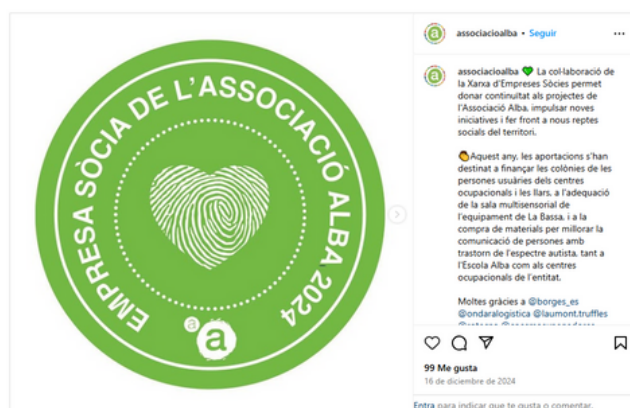 EMPRESA SÒCIA DE L'ASSOCIACIÓ ALBA, 2024
a
a
associacioalba • Seguir
associacioalba 💚 La col·laboració de
la Xarxa d'Empreses Sòcies permet
donar continuïtat als projectes de
l'Associació Alba, impulsar noves
iniciatives i fer front a nous reptes
socials del territori.
👏Aquest any, les aportacions s'han
destinat a finançar les colònies de les
persones usuàries dels centres
ocupacionals i les llars, a l'adequació
de la sala multisensorial de
l'equipament de La Bassa, i a la
compra de materials per millorar la
comunicació de persones amb
trastorn de l'espectre autista, tant a
l'Escola Alba com als centres
ocupacionals de l'entitat.
Moltes gràcies a @borges_es
@ondaralogistica @laumont.truffles
99 Me gusta
16 de diciembre de 2024
Entra para indicar que te gusta o comentar.